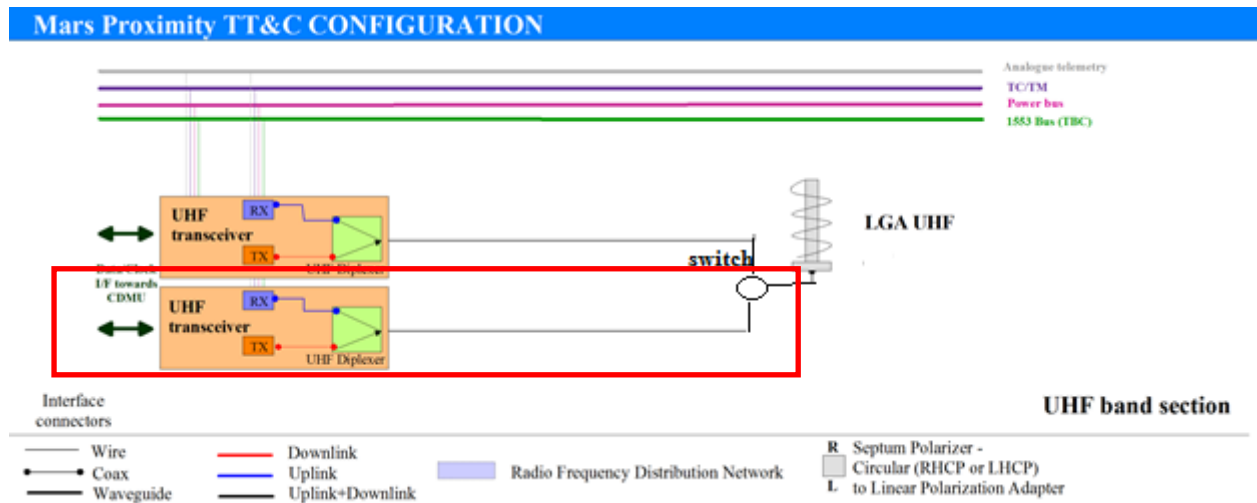 Mars Proximity TT&C CONFIGURATION
Analogue telemetry
TC/TM
Power bus
1553 Bus (TBC)
UHF
transceiver
RX
TX
UHF Diplexer
LGA UHF
switch
Data/Clock
I/F towards
CDMU
UHF
transceiver
RX
TX
UHF Diplexer
Interface
connectors
UHF band section
Wire
Coax
Waveguide
Downlink
Uplink
Uplink+Downlink
Radio Frequency Distribution Network
R Septum Polarizer -
Circular (RHCP or LHCP)
L to Linear Polarization Adapter